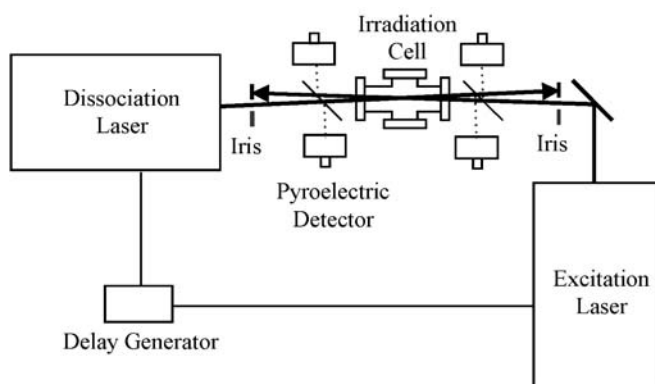 Irradiation
Cell
Dissociation
Laser
Iris
Iris
Pyroelectric
Detector
Excitation
Laser
Delay Generator